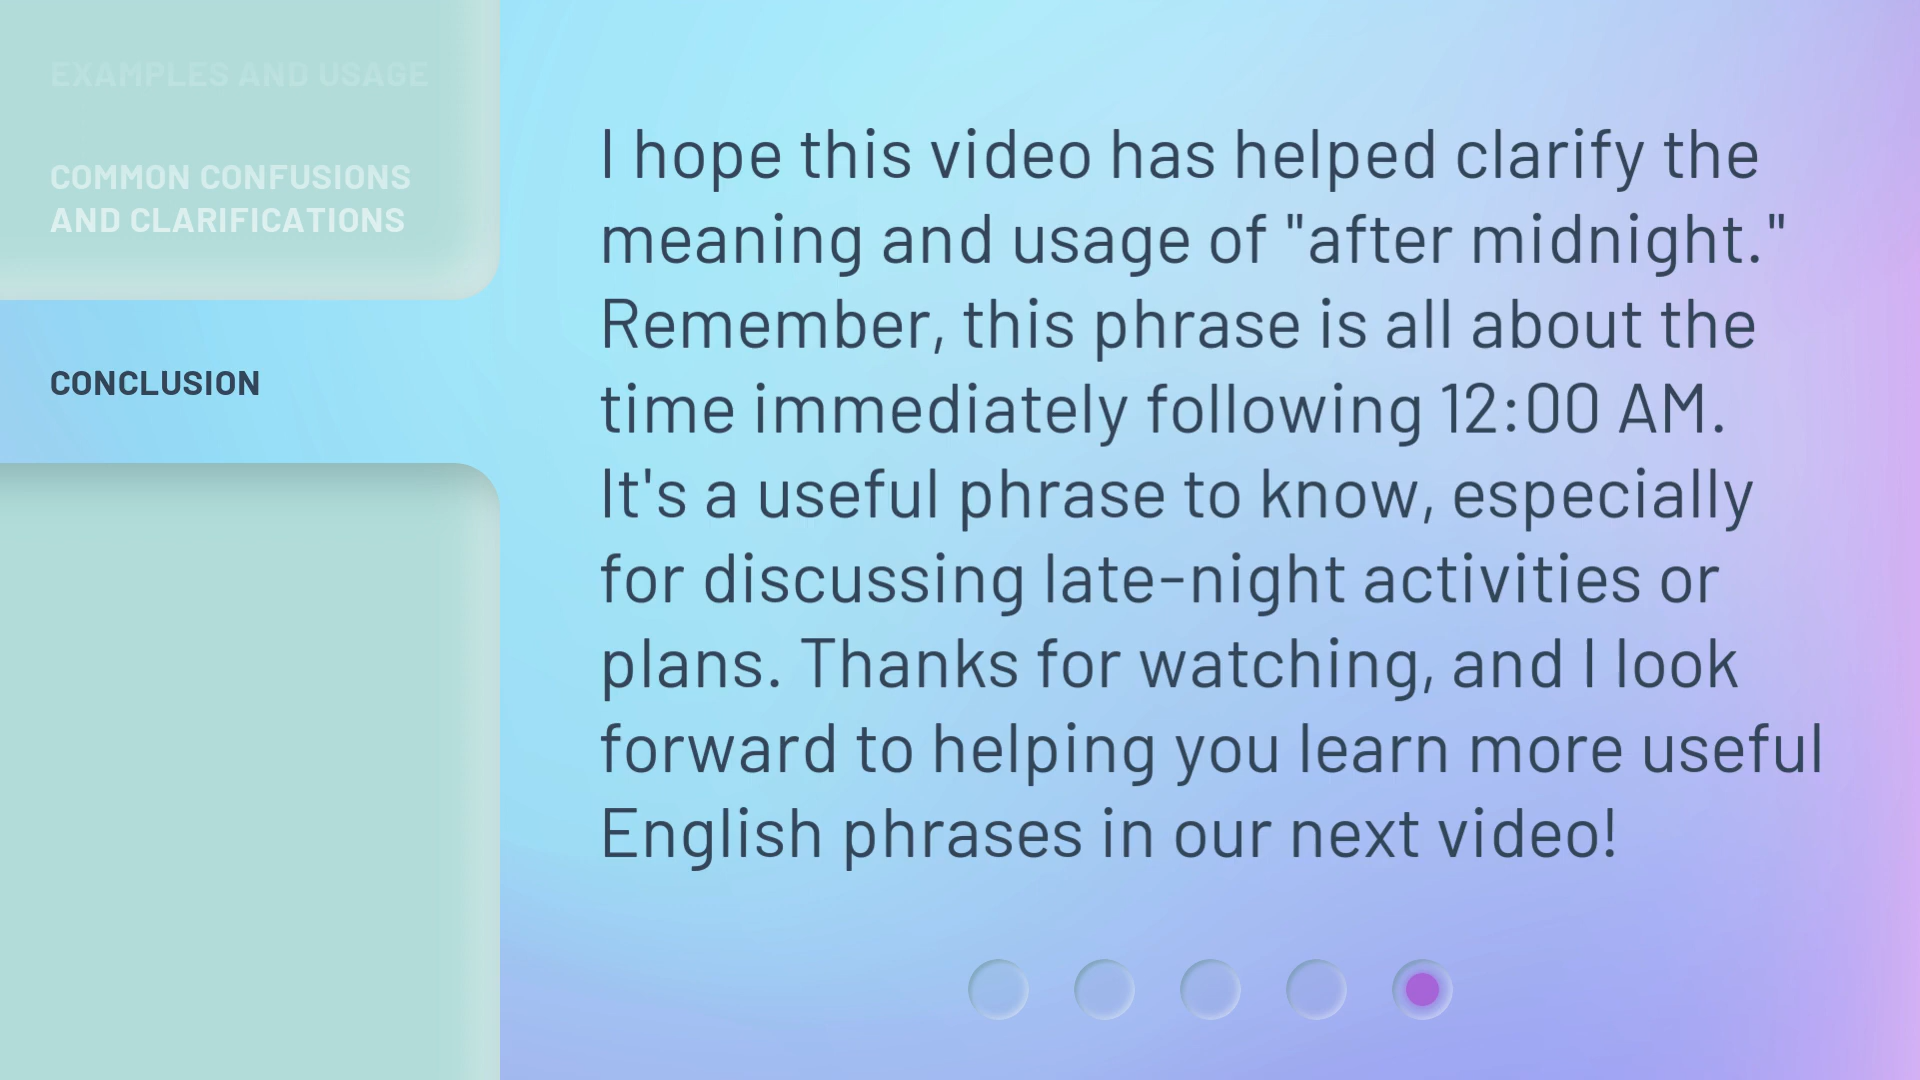 EXAMPLES AND USAGE
COMMON CONFUSIONS
AND CLARIFICATIONS
CONCLUSION
I hope this video has helped clarify the
meaning and usage of "after midnight."
Remember, this phrase is all about the
time immediately following 12:00 AM.
It's a useful phrase to know, especially
for discussing late-night activities or
plans. Thanks for watching, and I look
forward to helping you learn more useful
English phrases in our next video!